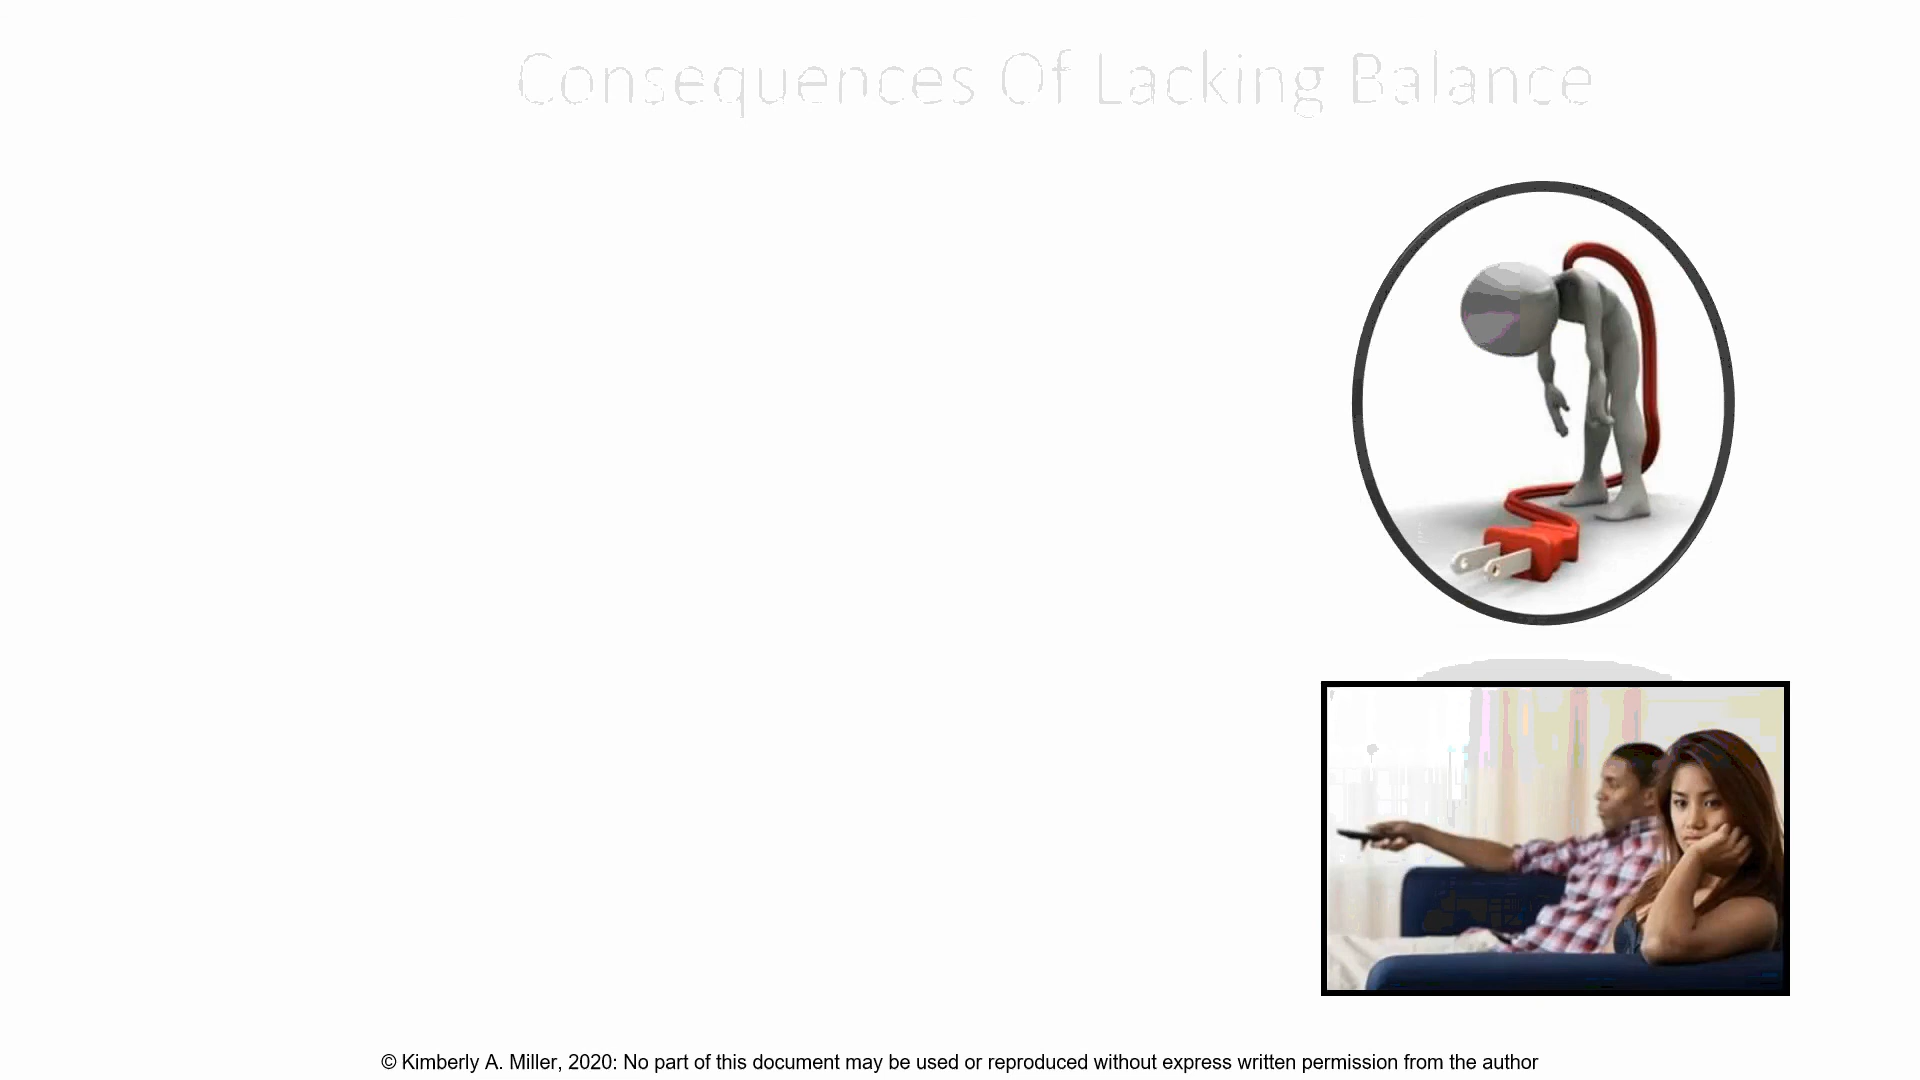 Consequences Of Lacking Balance
© Kimberly A. Miller, 2020: No part of this document may be used or reproduced without express written permission from the author